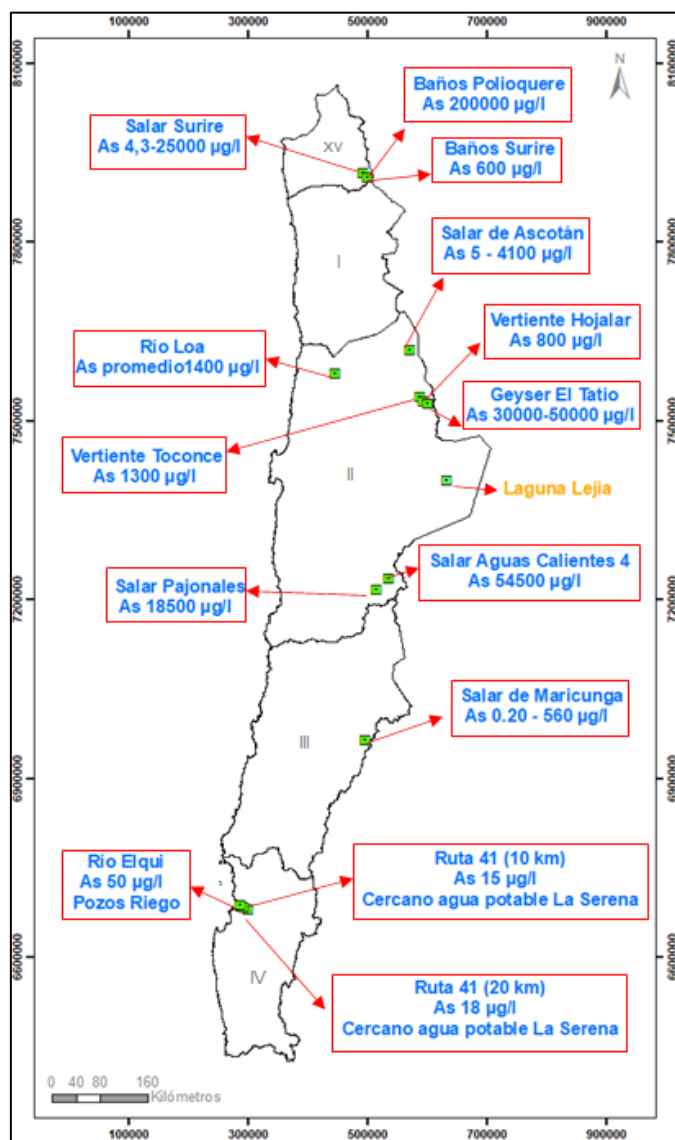 100000 300000 500000 700000 900000
8100000
7800000
7500000
7200000
6900000
6600000
8100000
7800000
7500000
7200000
6900000
6600000
N
Baños Polioquere
As 200000 µg/l
Salar Surire
As 4,3-25000 µg/l
Baños Surire
As 600 µg/l
XV
Salar de Ascotán
As 5 - 4100 µg/l
I
Vertiente Hojalar
As 800 µg/l
Río Loa
As promedio1400 µg/l
Geyser El Tatio
As 30000-50000 µg/l
Vertiente Toconce
As 1300 µg/l
II
Laguna Lejia
Salar Aguas Calientes 4
As 54500 µg/l
Salar Pajonales
As 18500 µg/l
Salar de Maricunga
As 0.20 - 560 µg/l
III
Río Elqui
As 50 µg/l
Pozos Riego
Ruta 41 (10 km)
As 15 µg/l
Cercano agua potable La Serena
IV
Ruta 41 (20 km)
As 18 µg/l
Cercano agua potable La Serena
0 40 80 160
Kilómetros
100000 300000 500000 700000 900000